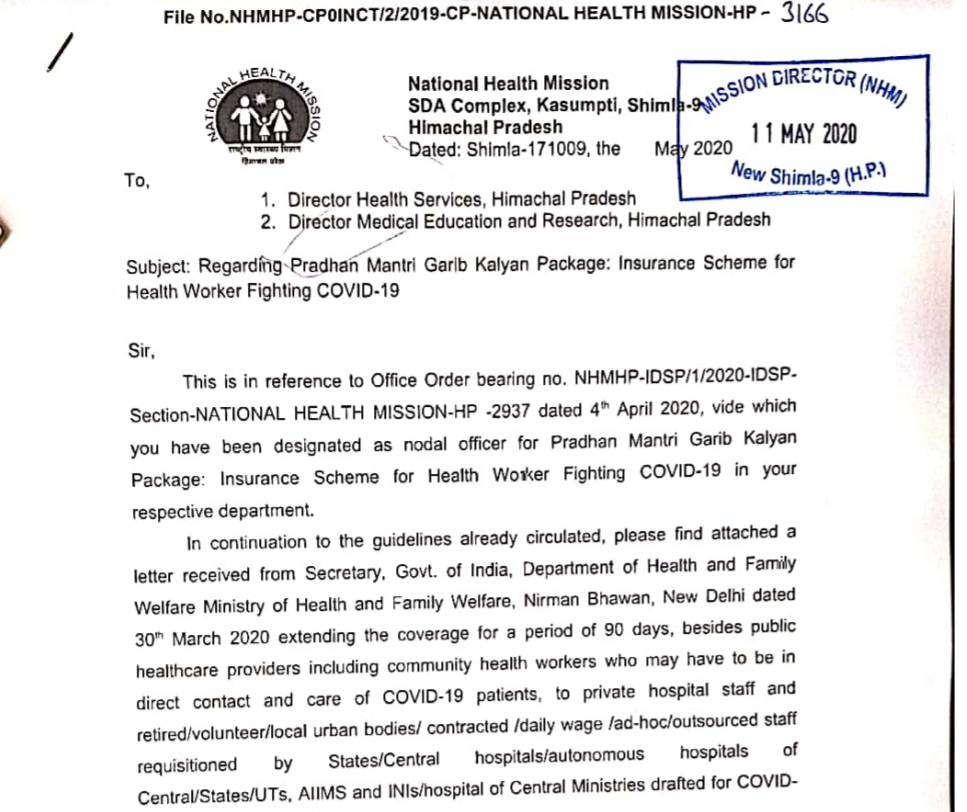 File No.NHMHP-CP0INCT/2/2019-CP-NATIONAL HEALTH MISSION-HP - 3166
NATIONAL HEALTH MISSION
राष्ट्रीय स्वास्थ्य मिशन
हिमाचल प्रदेश
National Health Mission
SDA Complex, Kasumpti, Shimla-9
Himachal Pradesh
Dated: Shimla-171009, the May 2020
MISSION DIRECTOR (NHM)
11 MAY 2020
New Shimla-9 (H.P.)
To,
1. Director Health Services, Himachal Pradesh
2. Director Medical Education and Research, Himachal Pradesh
Subject: Regarding Pradhan Mantri Garib Kalyan Package: Insurance Scheme for
Health Worker Fighting COVID-19
Sir,
This is in reference to Office Order bearing no. NHMHP-IDSP/1/2020-IDSP-
Section-NATIONAL HEALTH MISSION-HP -2937 dated 4th April 2020, vide which
you have been designated as nodal officer for Pradhan Mantri Garib Kalyan
Package: Insurance Scheme for Health Worker Fighting COVID-19 in your
respective department.
In continuation to the guidelines already circulated, please find attached a
letter received from Secretary, Govt. of India, Department of Health and Family
Welfare Ministry of Health and Family Welfare, Nirman Bhawan, New Delhi dated
30th March 2020 extending the coverage for a period of 90 days, besides public
healthcare providers including community health workers who may have to be in
direct contact and care of COVID-19 patients, to private hospital staff and
retired/volunteer/local urban bodies/ contracted /daily wage /ad-hoc/outsourced staff
requisitioned by States/Central hospitals/autonomous hospitals of
Central/States/UTs, AIIMS and INIs/hospital of Central Ministries drafted for COVID-